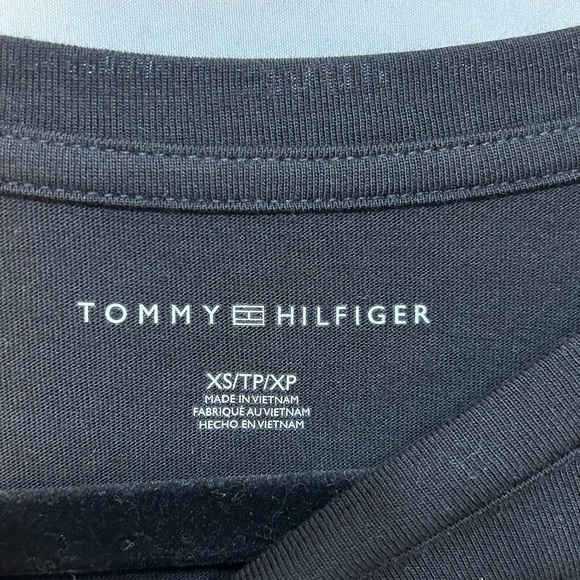 TOMMY HILFIGER
XS/TP/XP
MADE IN VIETNAM
FABRIQUÉ AU VIETNAM
HECHO EN VIETNAM